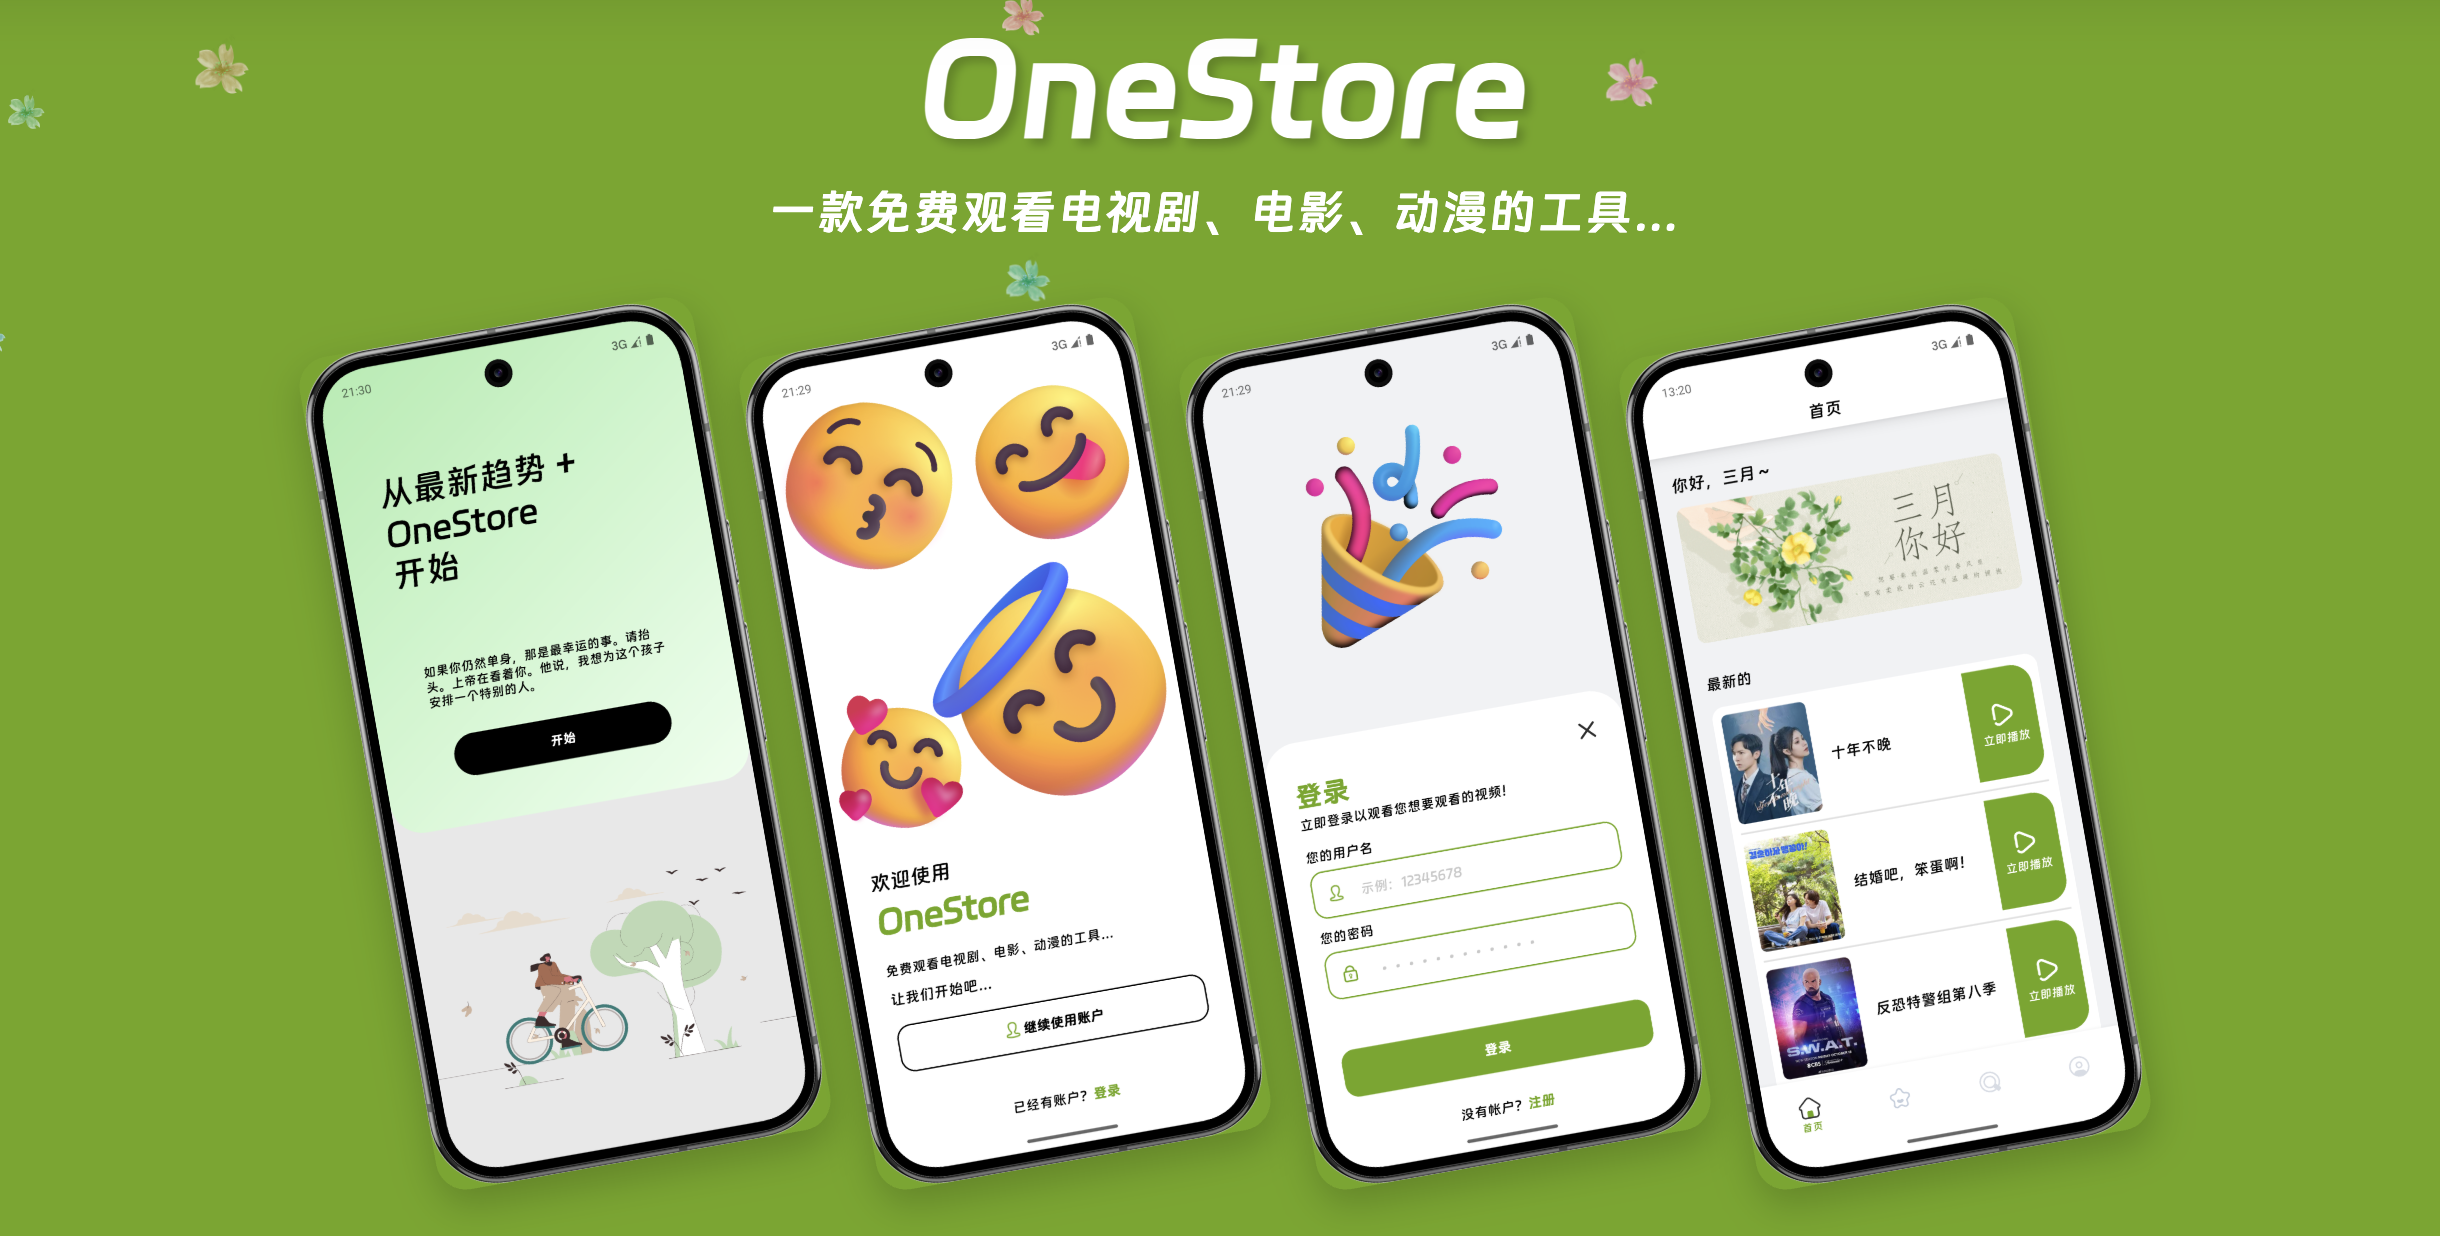 OneStore
一款免费观看电视剧、电影、动漫的工具...
21:30
3G
从最新趋势 +
OneStore
开始
如果你仍然单身，那是最幸运的事。请抬
头。上帝在看着你。他说，我想为这个孩子
安排一个特别的人。
开始
21:29
3G
欢迎使用
OneStore
免费观看电视剧、电影、动漫的工具...
让我们开始吧...
继续使用账户
已经有账户？登录
21:29
3G
登录
立即登录以观看您想要观看的视频！
您的用户名
示例：12345678
您的密码
登录
没有帐户？注册
13:20
3G
首页
你好，三月~
三月
你好
最新的
十年不晚
十年
不晚
立即播放
结婚吧，笨蛋啊！
立即播放
反恐特警组第八季
S.W.A.T.
CBS
立即播放
首页